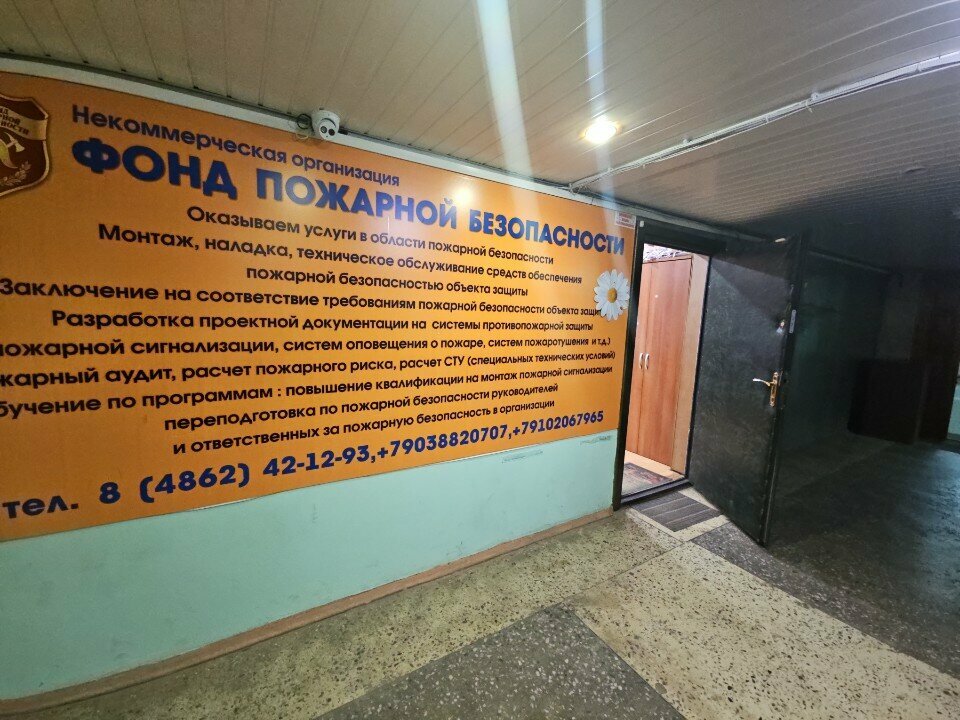 Некоммерческая организация
ФОНД ПОЖАРНОЙ БЕЗОПАСНОСТИ
Оказываем услуги в области пожарной безопасности
Монтаж, наладка, техническое обслуживание средств обеспечения
пожарной безопасностью объекта защиты
Заключение на соответствие требованиям пожарной безопасности объекта
Разработка проектной документации на системы противопожарной защиты
пожарной сигнализации, систем оповещения о пожаре, систем пожаротушения и т.д.)
аудит, расчет пожарного риска, расчет СТУ (специальных технических условий)
по программам : повышение квалификации на монтаж пожарной сигнализации
переподготовка по пожарной безопасности руководителей
и ответственных за пожарную безопасность в организации
тел. 8 (4862) 42-12-93,+79038820707,+79102067965